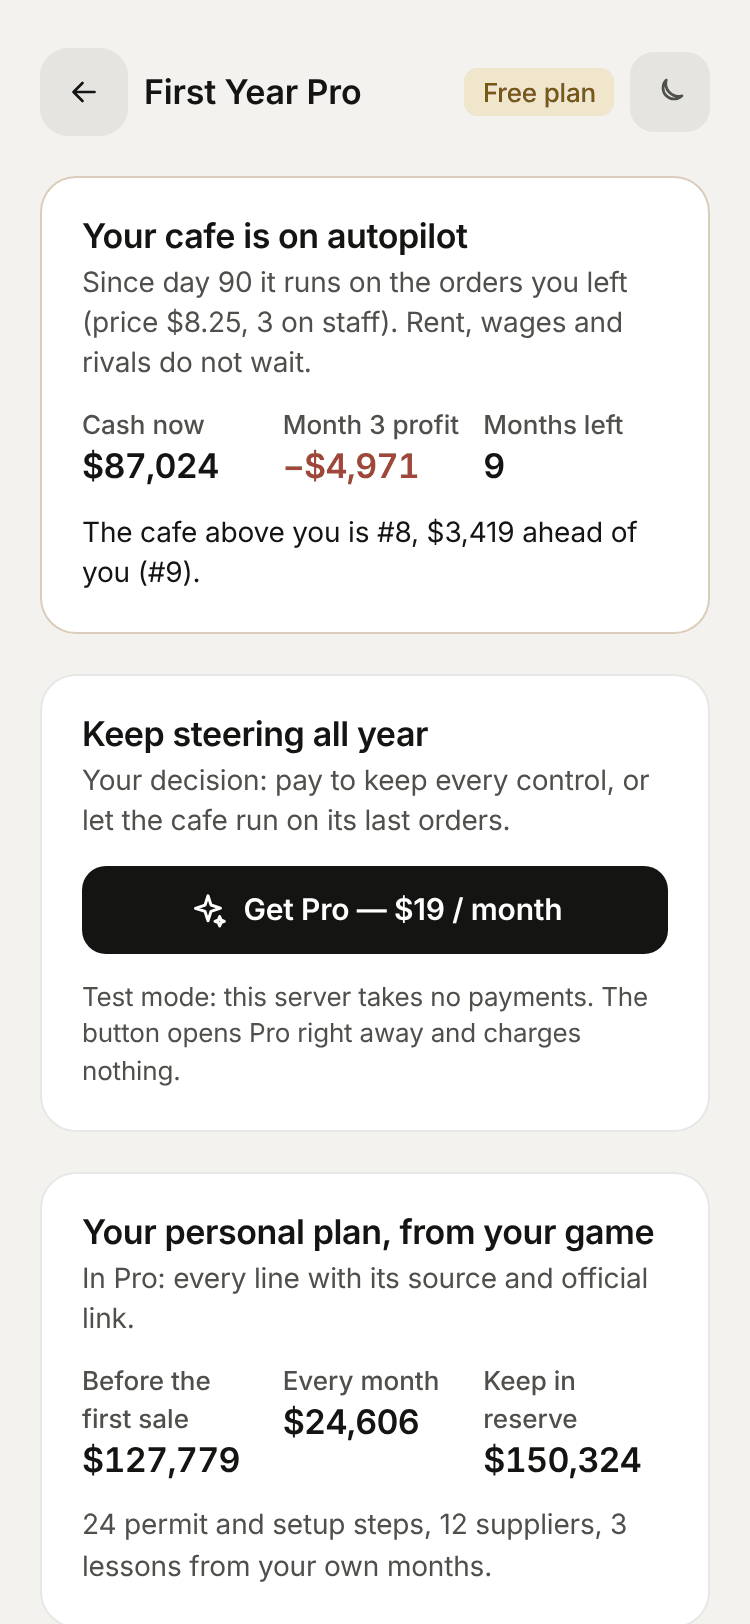 First Year Pro
Free plan
Your cafe is on autopilot
Since day 90 it runs on the orders you left
(price $8.25, 3 on staff). Rent, wages and
rivals do not wait.
Cash now
$87,024
Month 3 profit
−$4,971
Months left
9
The cafe above you is #8, $3,419 ahead of
you (#9).
Keep steering all year
Your decision: pay to keep every control, or
let the cafe run on its last orders.
Get Pro — $19 / month
Test mode: this server takes no payments. The
button opens Pro right away and charges
nothing.
Your personal plan, from your game
In Pro: every line with its source and official
link.
Before the
first sale
$127,779
Every month
$24,606
Keep in
reserve
$150,324
24 permit and setup steps, 12 suppliers, 3
lessons from your own months.